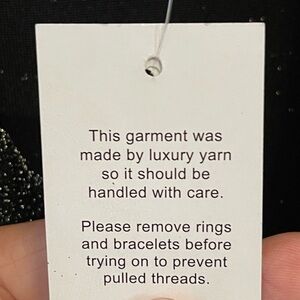 This garment was
made by luxury yarn
so it should be
handled with care.
Please remove rings
and bracelets before
trying on to prevent
pulled threads.